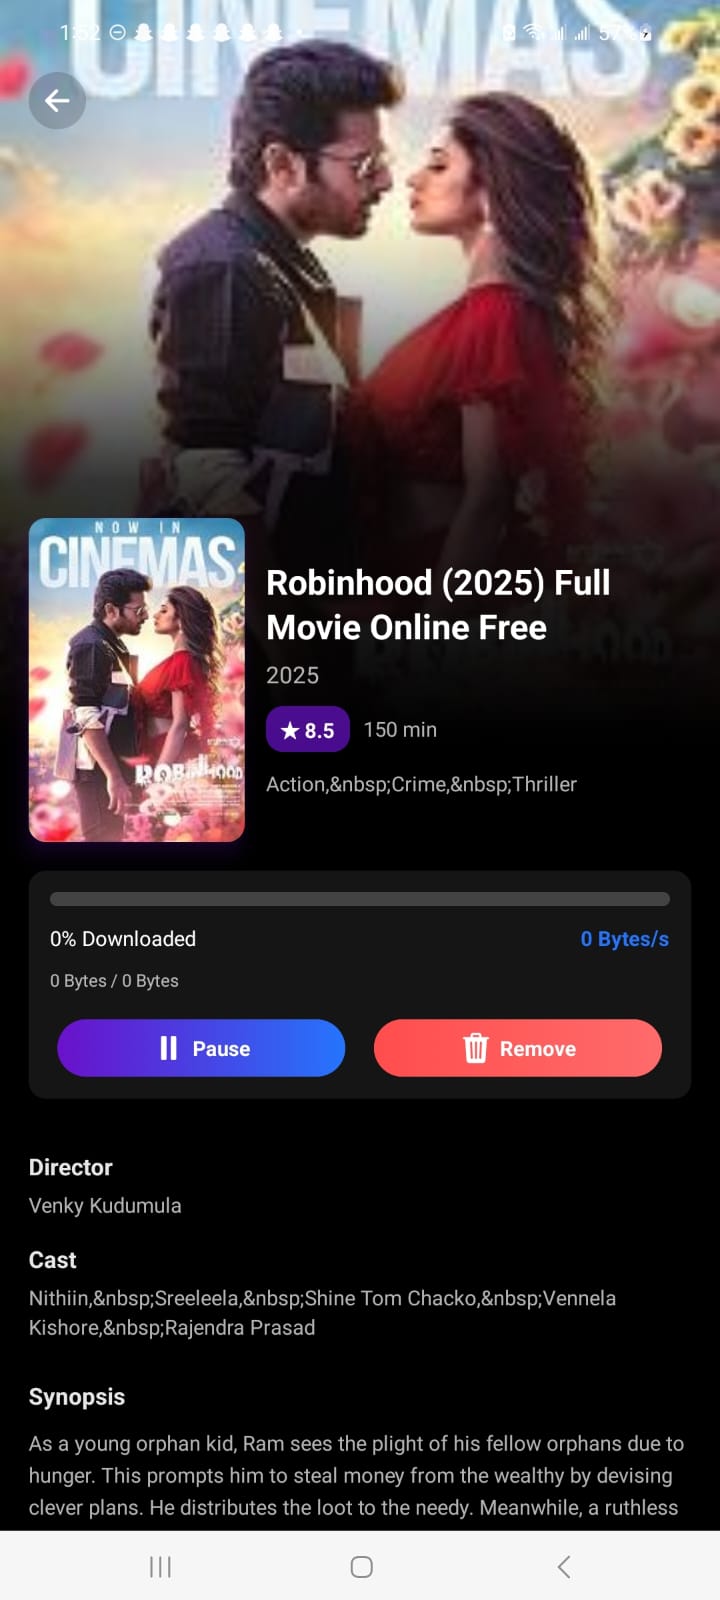 CINEMAS
1:52
57%
NOW IN
CINEMAS
ROBINHOOD
Robinhood (2025) Full
Movie Online Free
2025
★ 8.5 150 min
Action,&nbsp;Crime,&nbsp;Thriller
0% Downloaded 0 Bytes/s
0 Bytes / 0 Bytes
Pause Remove
Director
Venky Kudumula
Cast
Nithiin,&nbsp;Sreeleela,&nbsp;Shine Tom Chacko,&nbsp;Vennela
Kishore,&nbsp;Rajendra Prasad
Synopsis
As a young orphan kid, Ram sees the plight of his fellow orphans due to
hunger. This prompts him to steal money from the wealthy by devising
clever plans. He distributes the loot to the needy. Meanwhile, a ruthless